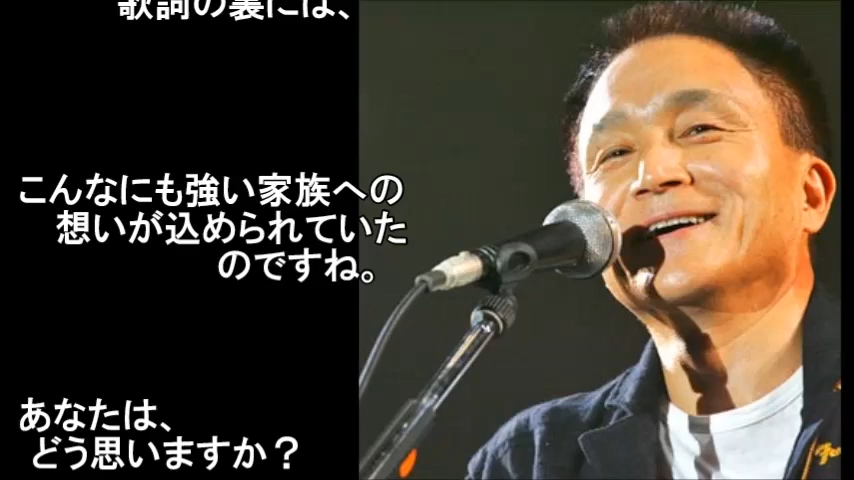 歌詞の裏には、
こんなにも強い家族への
想いが込められていた
のですね。
あなたは、
どう思いますか？